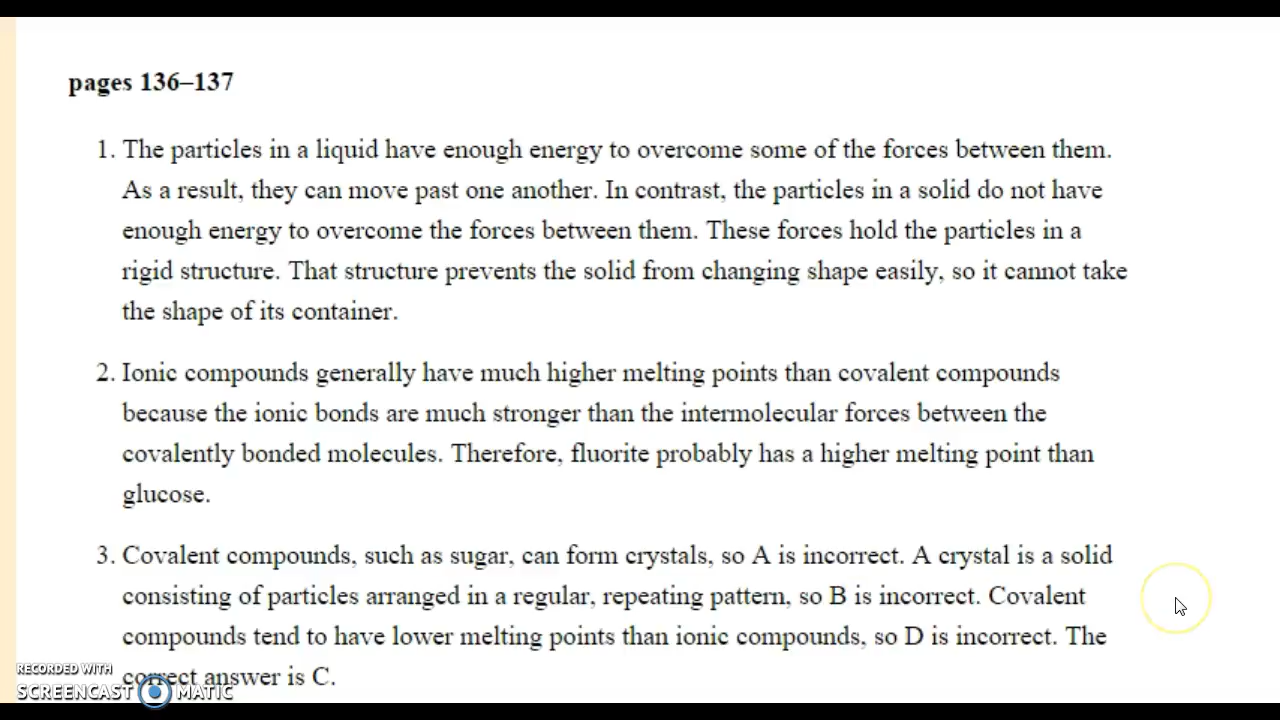 pages 136–137
1. The particles in a liquid have enough energy to overcome some of the forces between them.
As a result, they can move past one another. In contrast, the particles in a solid do not have
enough energy to overcome the forces between them. These forces hold the particles in a
rigid structure. That structure prevents the solid from changing shape easily, so it cannot take
the shape of its container.
2. Ionic compounds generally have much higher melting points than covalent compounds
because the ionic bonds are much stronger than the intermolecular forces between the
covalently bonded molecules. Therefore, fluorite probably has a higher melting point than
glucose.
3. Covalent compounds, such as sugar, can form crystals, so A is incorrect. A crystal is a solid
consisting of particles arranged in a regular, repeating pattern, so B is incorrect. Covalent
compounds tend to have lower melting points than ionic compounds, so D is incorrect. The
correct answer is C.
RECORDED WITH
SCREENCAST MATIC